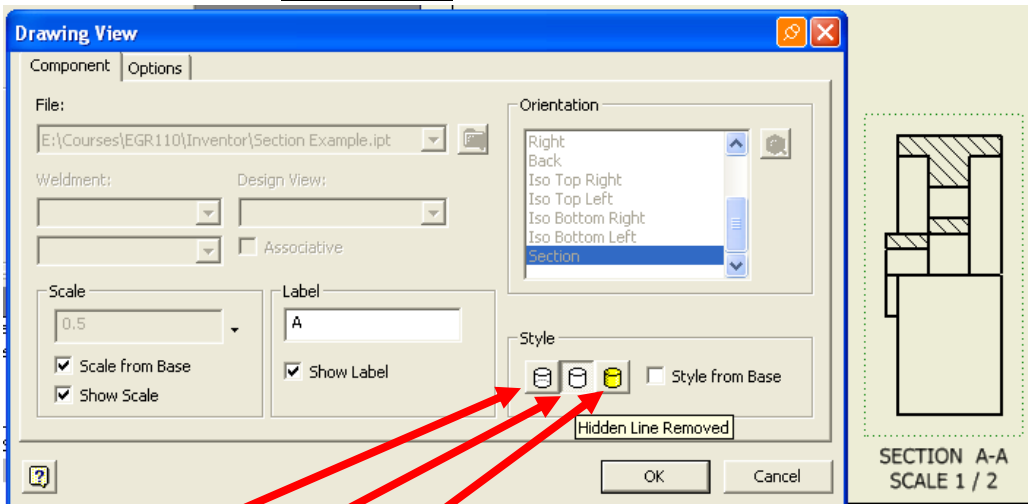 Drawing View
Component Options
File:
E:\Courses\EGR110\Inventor\Section Example.ipt
Weldment: Design View:
Associative
Orientation
Right
Back
Iso Top Right
Iso Top Left
Iso Bottom Right
Iso Bottom Left
Section
Scale
0.5
Scale from Base
Show Scale
Label
A
Show Label
Style
Style from Base
Hidden Line Removed
OK Cancel
SECTION A-A
SCALE 1 / 2